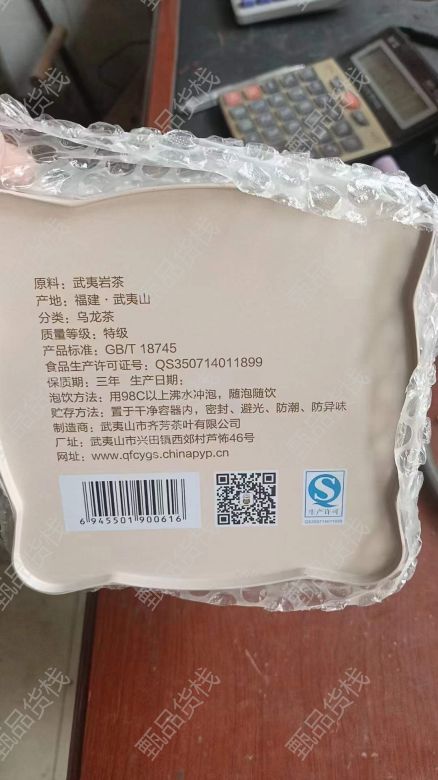 原料：武夷岩茶
产地：福建·武夷山
分类：乌龙茶
质量等级：特级
产品标准：GB/T 18745
食品生产许可证号：QS350714011899
保质期：三年 生产日期：
泡饮方法：用98C以上沸水冲泡，随泡随饮
贮存方法：置于干净容器内，密封、避光、防潮、防异味
制造商：武夷山市齐芳茶叶有限公司
厂址：武夷山市兴田镇西郊村芦怖46号
网址：www.qfcygs.chinapyp.cn
6 945501 900616
生产许可
QS350714011899
甄品货栈